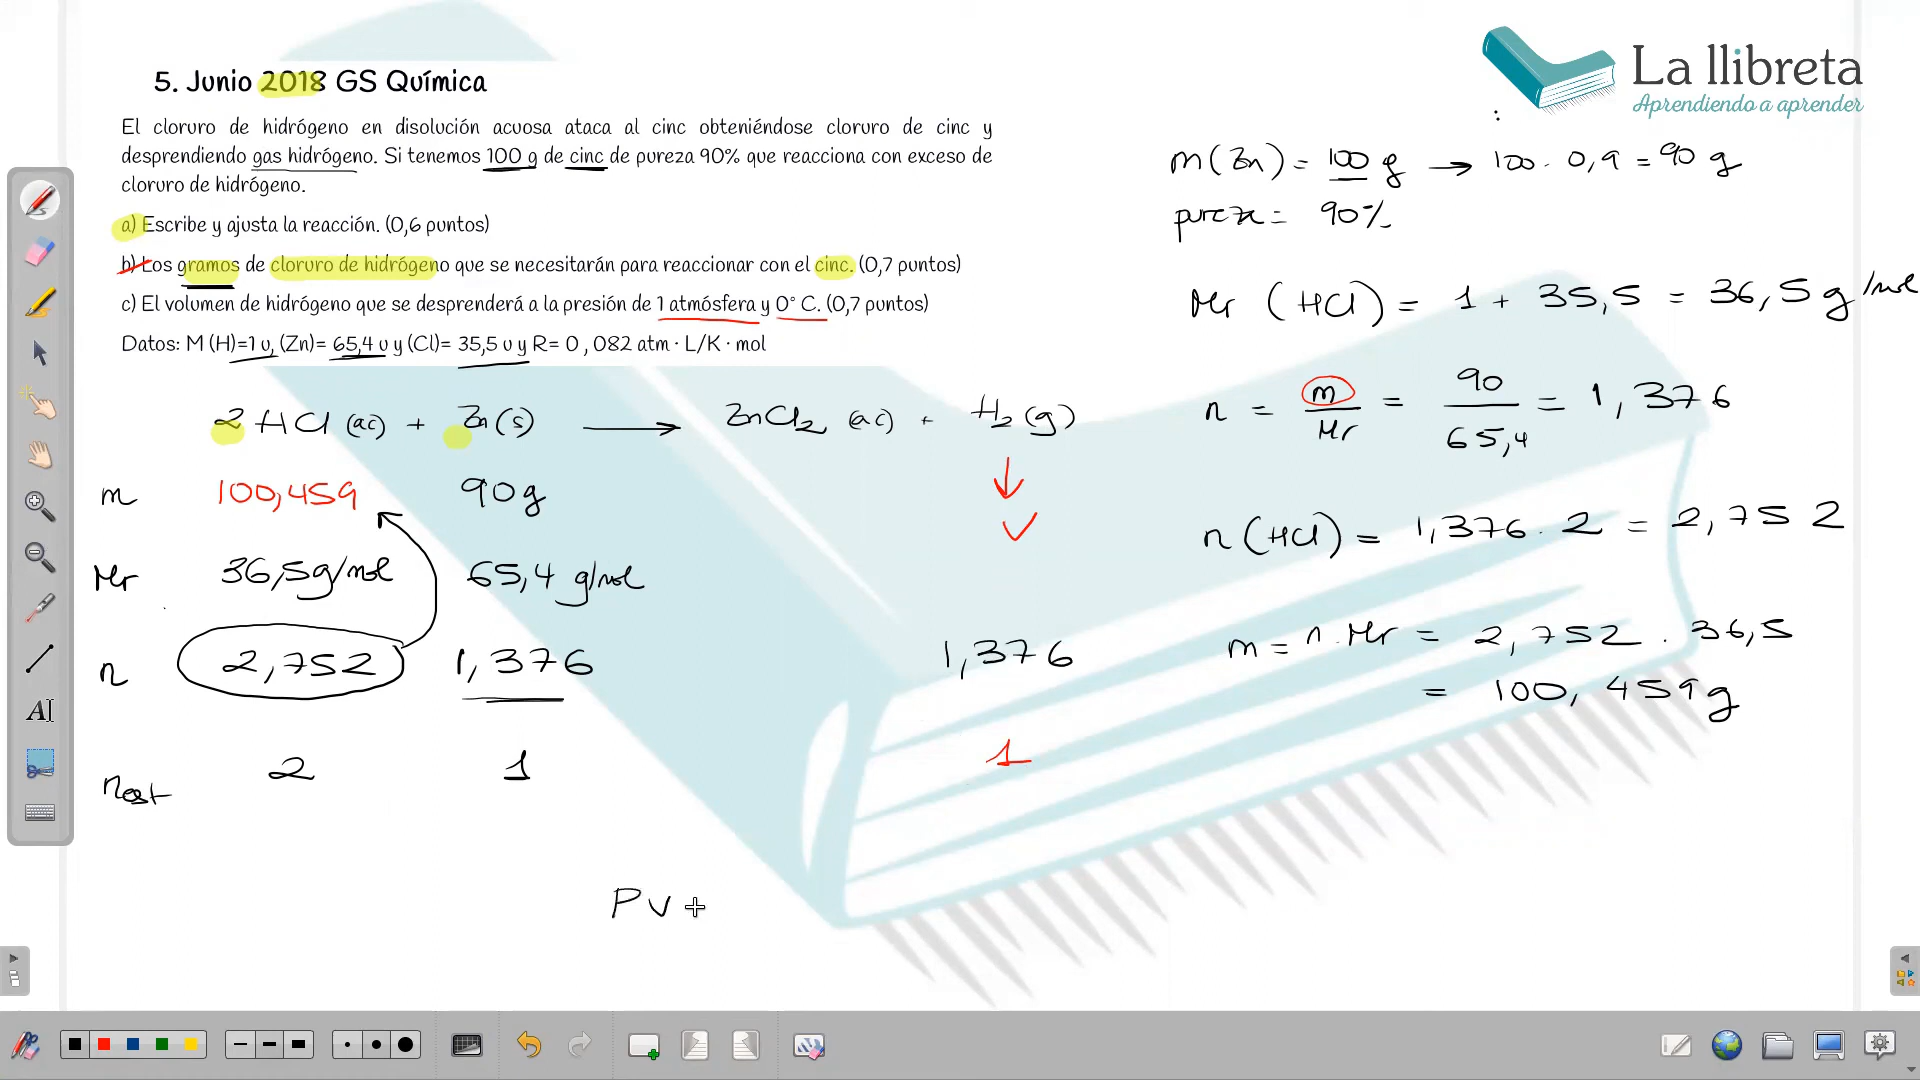 5. Junio 2018 GS Química
El cloruro de hidrógeno en disolución acuosa ataca al cinc obteniéndose cloruro de cinc y
desprendiendo gas hidrógeno. Si tenemos 100 g de cinc de pureza 90% que reacciona con exceso de
cloruro de hidrógeno.
a) Escribe y ajusta la reacción. (0,6 puntos)
b) Los gramos de cloruro de hidrógeno que se necesitarán para reaccionar con el cinc. (0,7 puntos)
c) El volumen de hidrógeno que se desprenderá a la presión de 1 atmósfera y 0° C. (0,7 puntos)
Datos: M (H)=1 u, (Zn)= 65,4 u y (Cl)= 35,5 u y R= 0 , 082 atm · L/K · mol
2 HCl (ac) + Zn (s) → ZnCl2 (ac) + H2 (g)
m 100,459 90 g
V
Mr 36,5 g/mol 65,4 g/mol
n 2,752 1,376 1,376
nest 2 1 1
P V
La llibreta
Aprendiendo a aprender
m (Zn) = 100 g → 100 · 0,9 = 90 g
pureza = 90%
Mr (HCl) = 1 + 35,5 = 36,5 g/mol
n = m/Mr = 90/65,4 = 1,376
n (HCl) = 1,376 · 2 = 2,752
m = n · Mr = 2,752 · 36,5
= 100,459 g